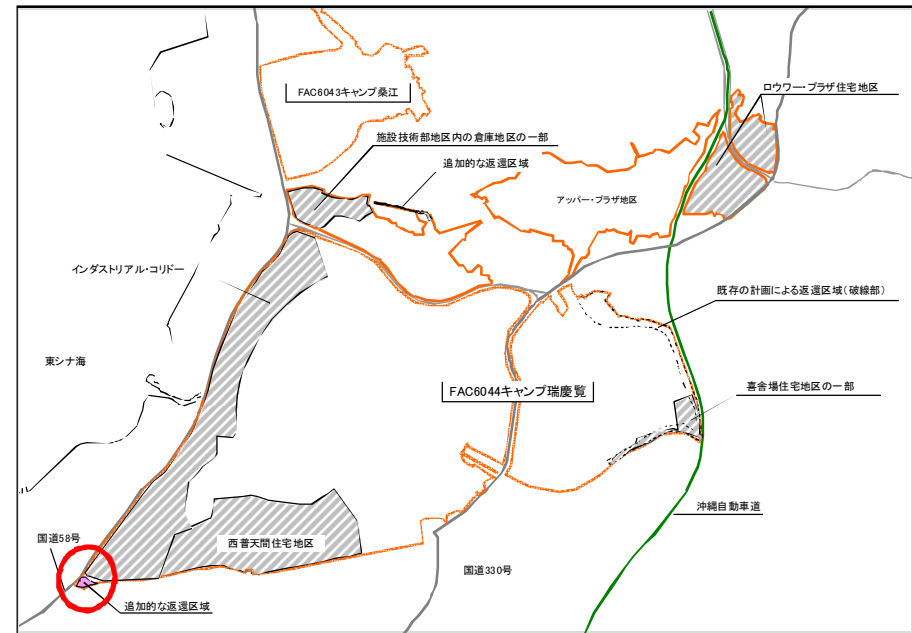 FAC6043キャンプ桑江
ロウワー・プラザ住宅地区
施設技術部地区内の倉庫地区の一部
追加的な返還区域
アッパー・プラザ地区
インダストリアル・コリドー
既存の計画による返還区域(破線部)
東シナ海
FAC6044キャンプ瑞慶覧
喜舎場住宅地区の一部
沖縄自動車道
国道58号
西普天間住宅地区
国道330号
追加的な返還区域